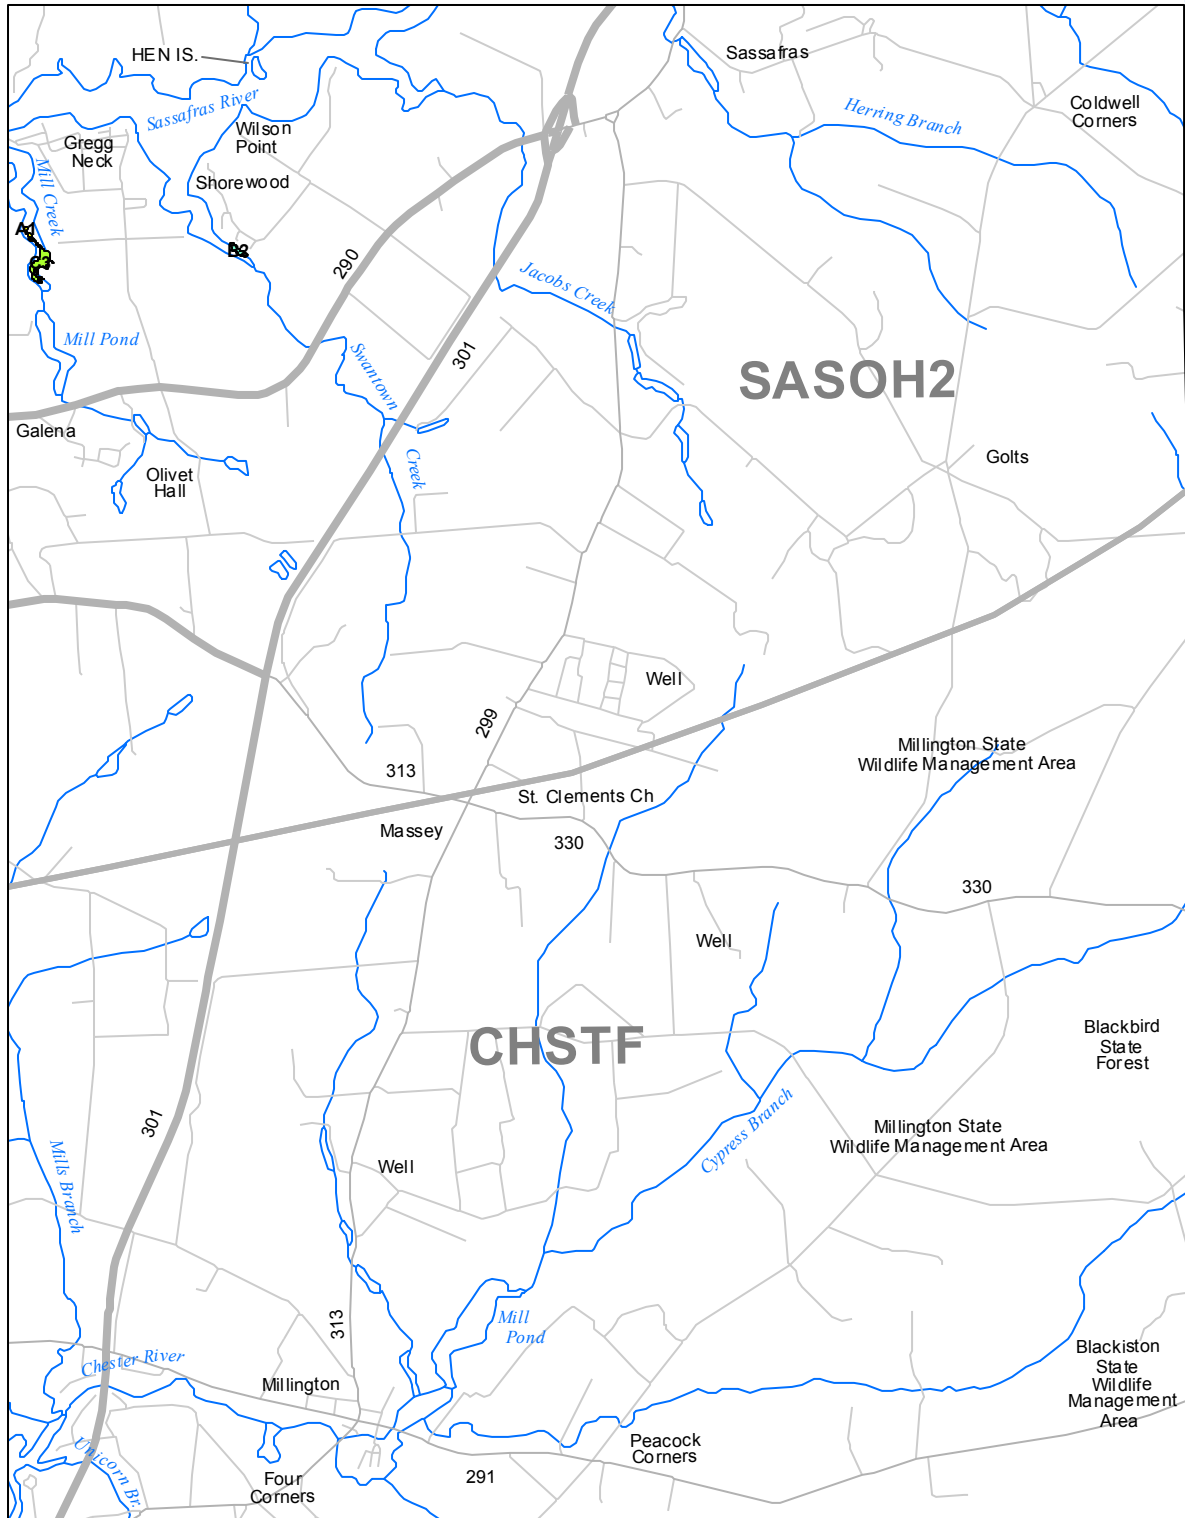 HEN IS.
Sassafras
Sassafras River
Herring Branch
Coldwell
Corners
Wilson
Point
Gregg
Neck
Shorewood
Mill Creek
A1
B2
290
Jacobs Creek
Mill Pond
301
Swantown
Creek
SASOH2
Galena
Olivet
Hall
Golts
Well
299
Millington State
Wildlife Management Area
313
St. Clements Ch
Massey
330
330
Well
CHSTF
Blackbird
State
Forest
301
Cypress Branch
Millington State
Wildlife Management Area
Mills Branch
Well
313
Mill
Pond
Chester River
Blackiston
State
Wildlife
Management
Area
Millington
Peacock
Corners
Unicorn Br.
291
Four
Corners